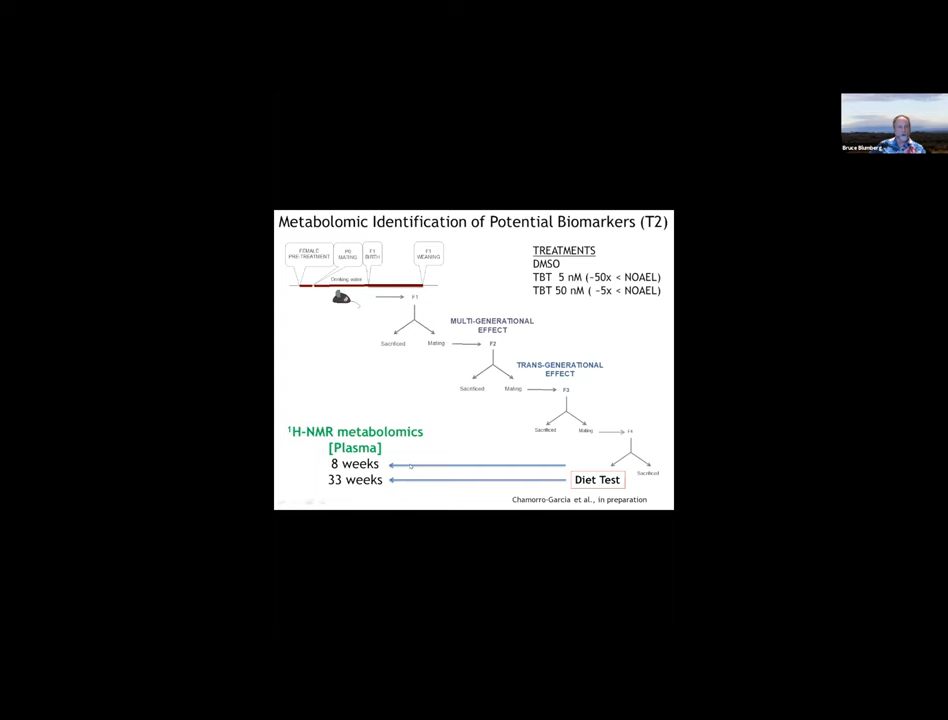 Bruce Blumberg
Metabolomic Identification of Potential Biomarkers (T2)
FEMALE
PRE-TREATMENT
P0
MATING
F1
BIRTH
F1
WEANING
Drinking water
F1
Sacrificed
Mating
MULTI-GENERATIONAL
EFFECT
F2
Sacrificed
Mating
TRANS-GENERATIONAL
EFFECT
F3
Sacrificed
Mating
F4
Sacrificed
Diet Test
TREATMENTS
DMSO
TBT 5 nM (~50x < NOAEL)
TBT 50 nM ( ~5x < NOAEL)
¹H-NMR metabolomics
[Plasma]
8 weeks
33 weeks
Chamorro-Garcia et al., in preparation